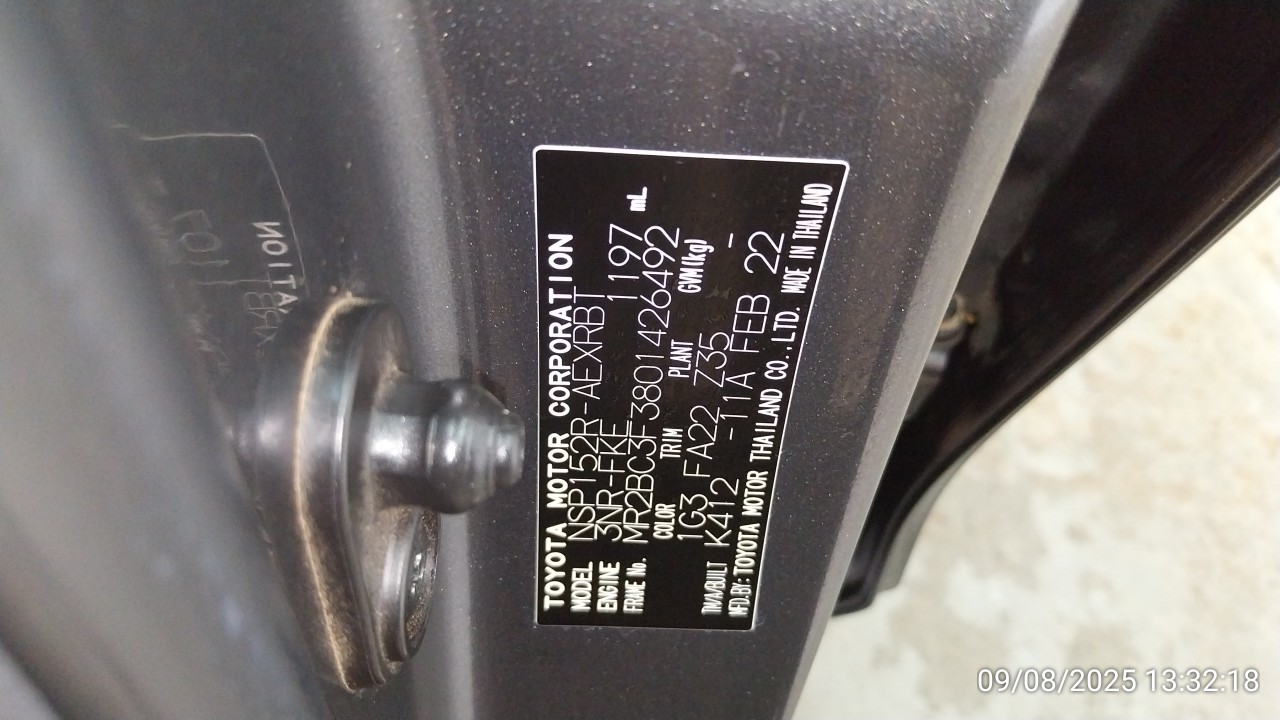 TOYOTA MOTOR CORPORATION
MODEL NSP152R-AEXRBT
ENGINE 3NR-FKE 1197 mL
FRAME No. MR2BC3F3801426492
COLOR TRIM PLANT GVM(kg)
1G3 FA22 Z35 -
TM/A/BUILT K412 -11A FEB 22
MFD.BY: TOYOTA MOTOR THAILAND CO.,LTD. MADE IN THAILAND
09/08/2025 13:32:18